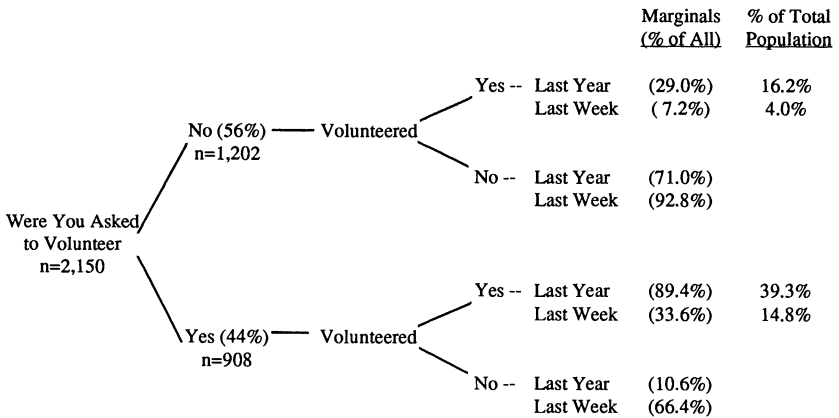 Marginals % of Total
(% of All) Population
Yes -- Last Year (29.0%) 16.2%
Last Week ( 7.2%) 4.0%
No (56%) Volunteered
n=1,202
No -- Last Year (71.0%)
Last Week (92.8%)
Were You Asked
to Volunteer
n=2,150
Yes -- Last Year (89.4%) 39.3%
Last Week (33.6%) 14.8%
Yes (44%) Volunteered
n=908
No -- Last Year (10.6%)
Last Week (66.4%)